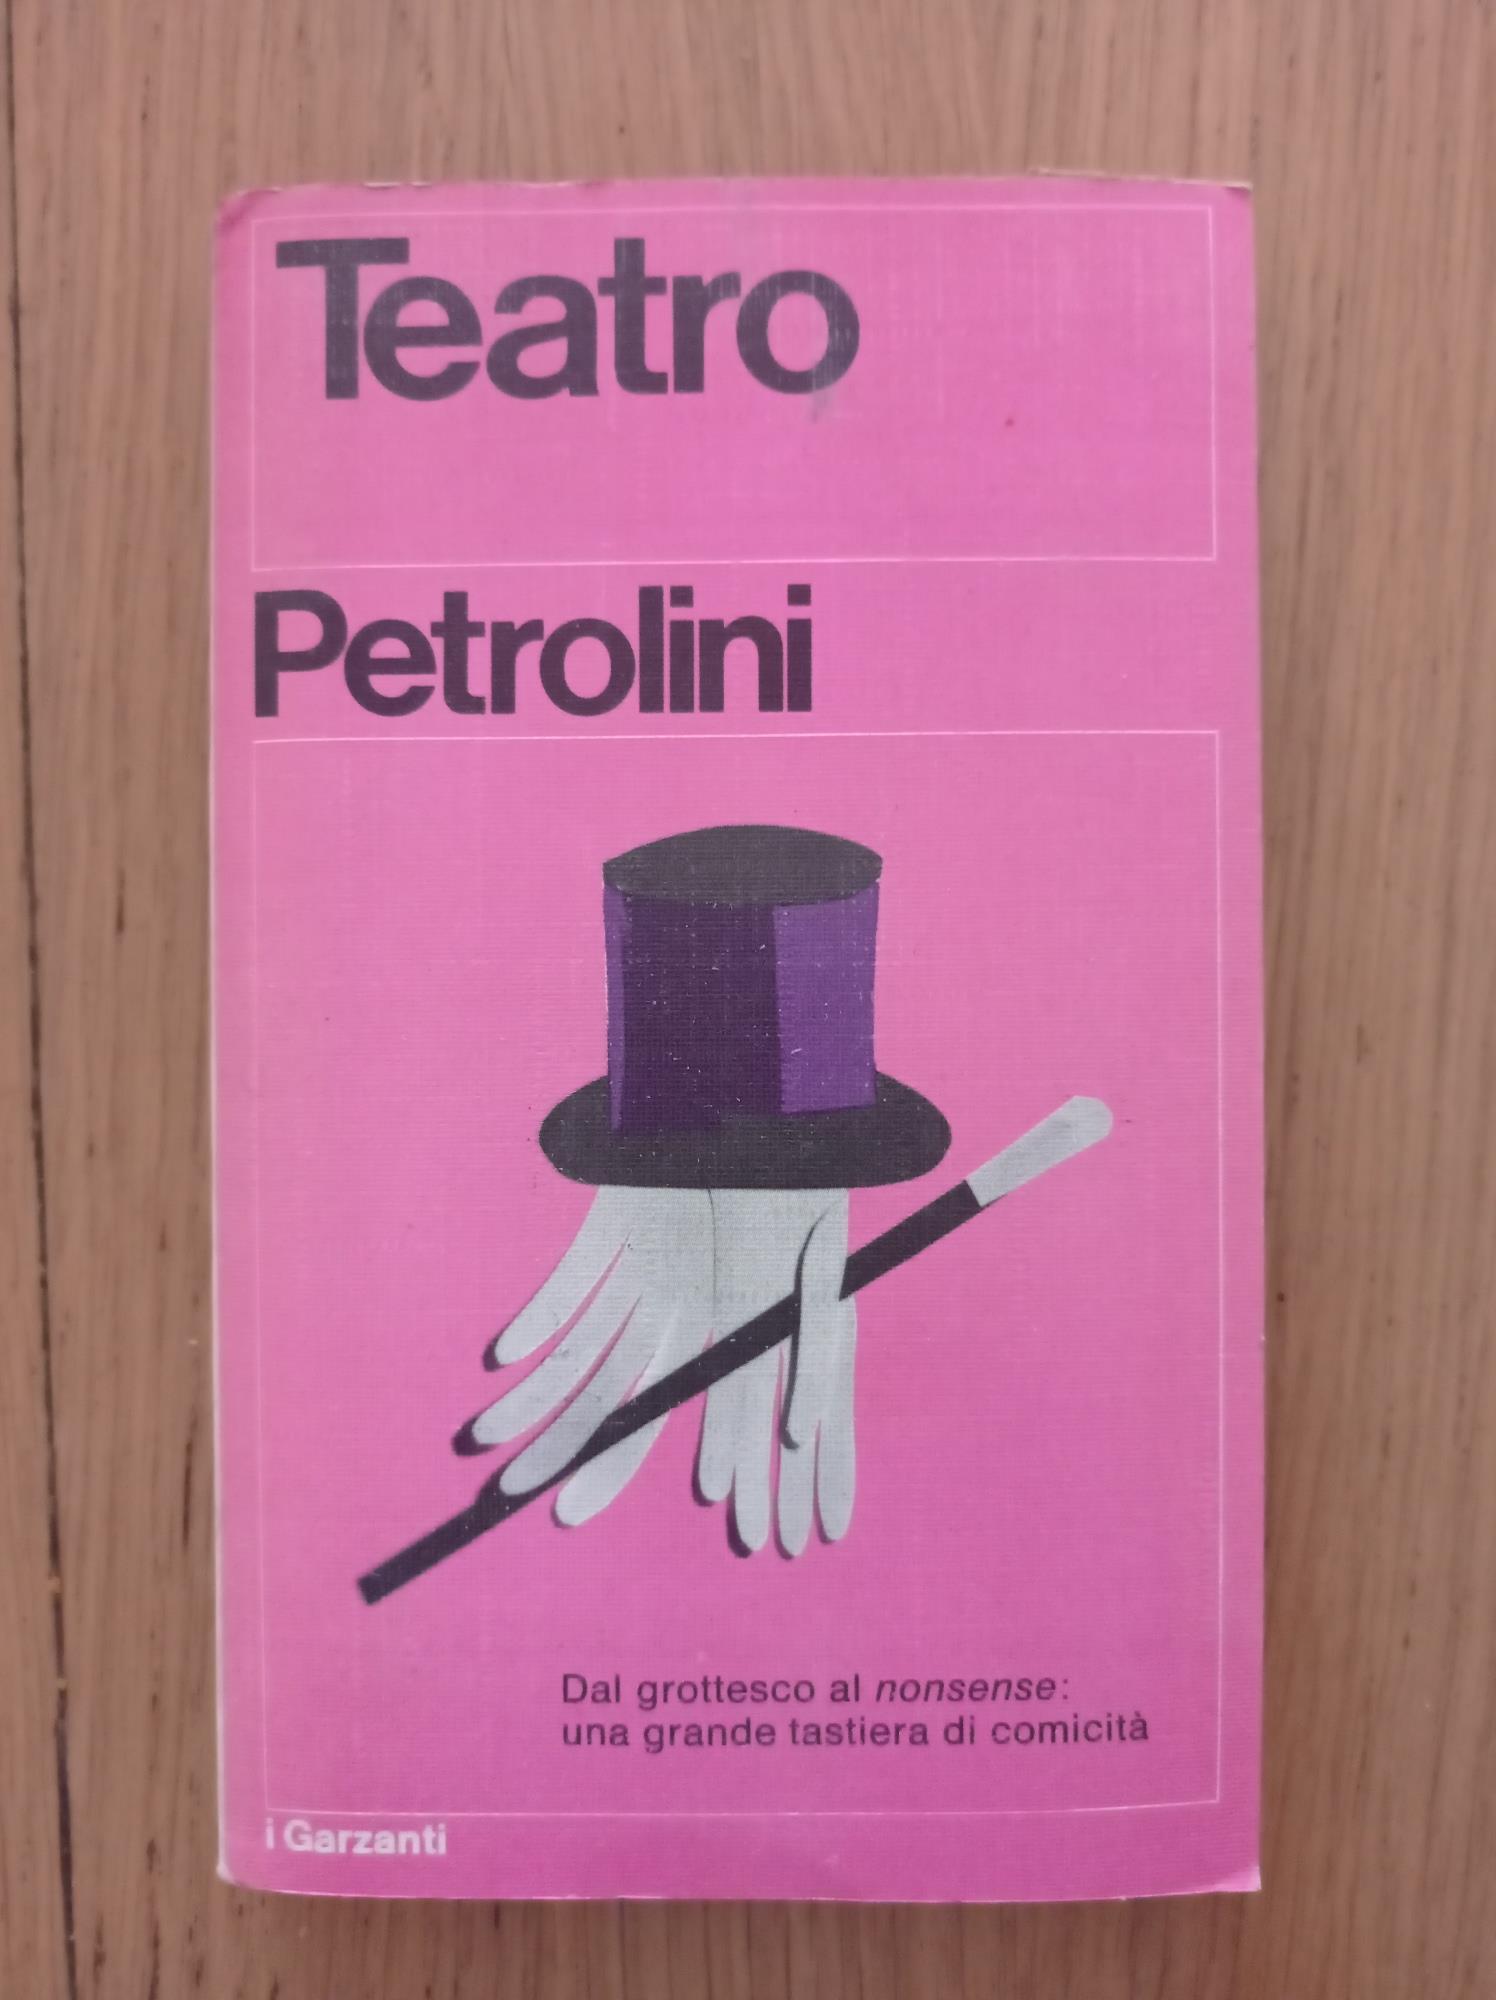 Teatro
Petrolini
Dal grottesco al nonsense:
una grande tastiera di comicità
i Garzanti